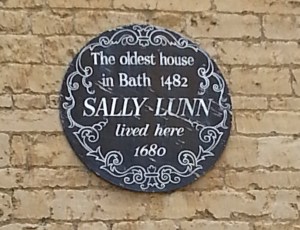 The oldest house
in Bath 1482
SALLY LUNN
lived here
1680